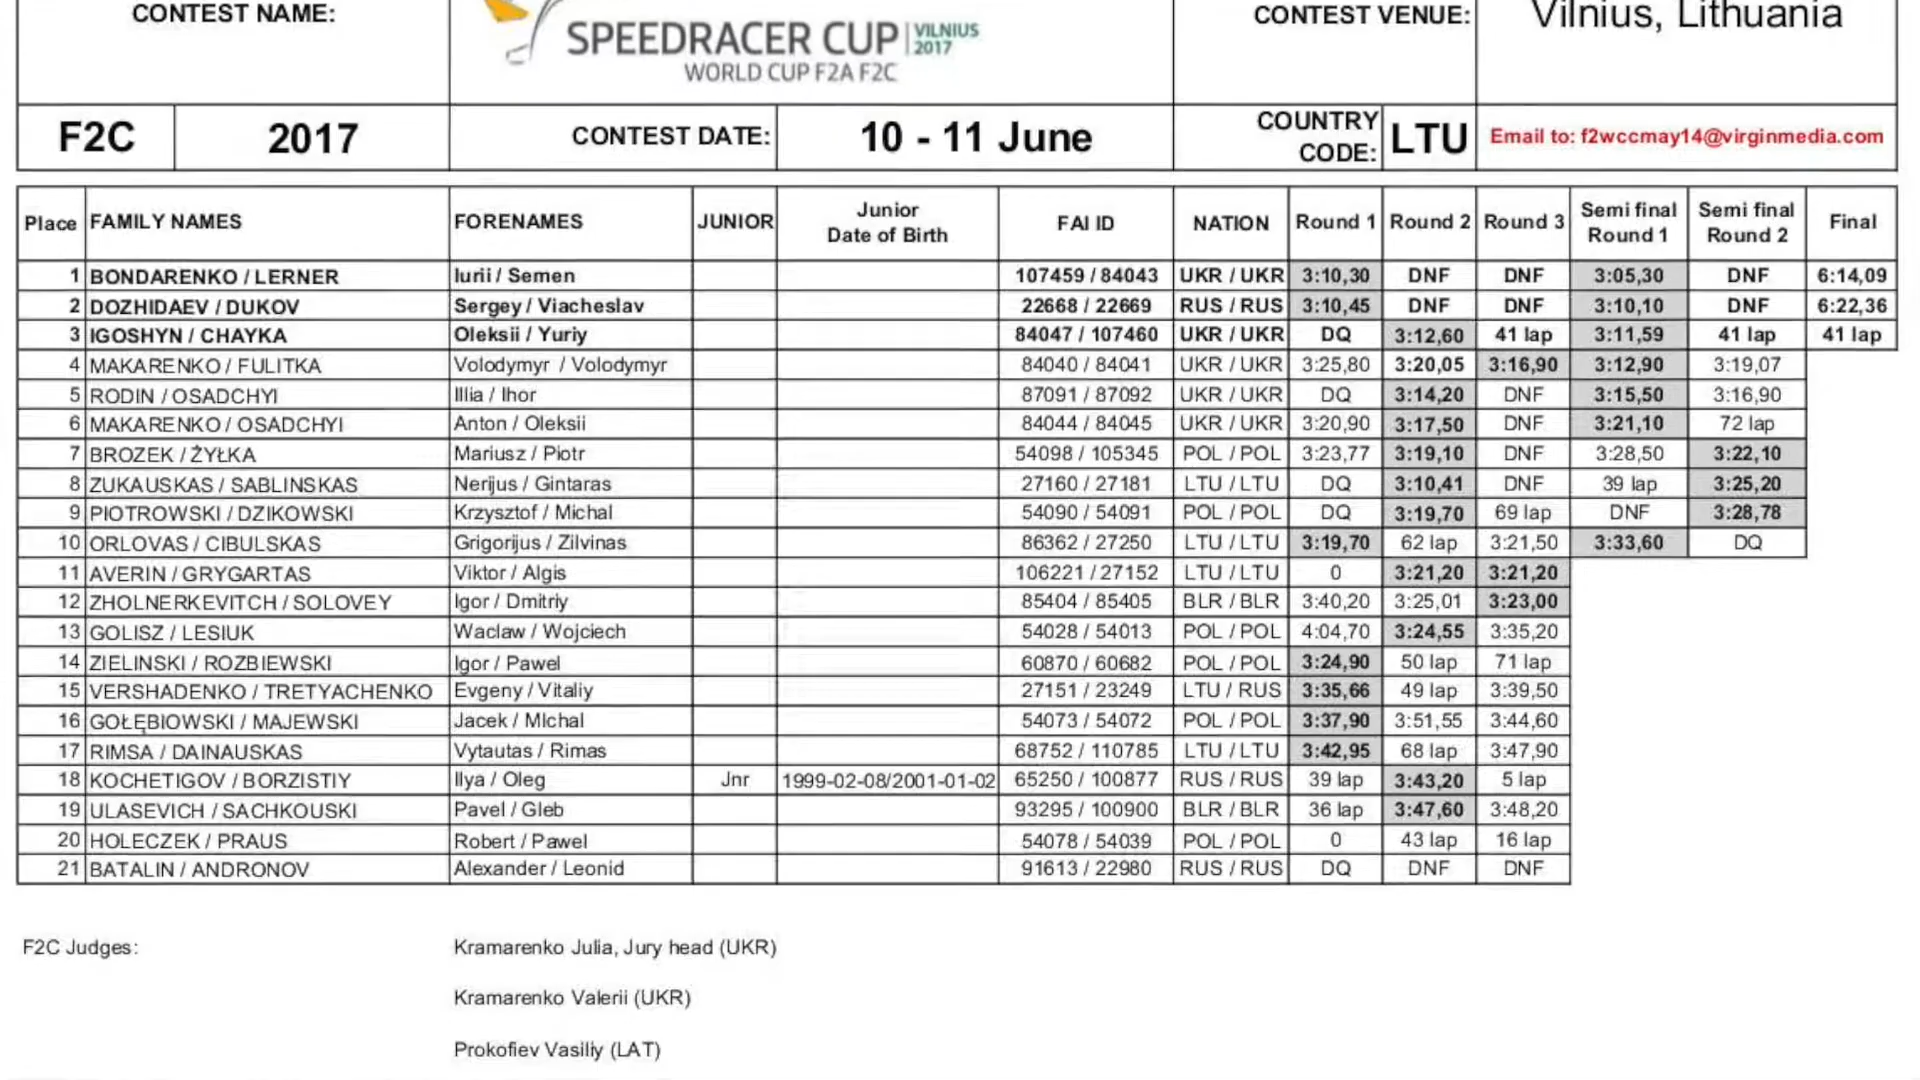 CONTEST NAME:
SPEEDRACER CUP VILNIUS 2017
WORLD CUP F2A F2C
CONTEST VENUE:
Vilnius, Lithuania
F2C 2017 CONTEST DATE: 10 - 11 June COUNTRY CODE: LTU Email to: f2wccmay14@virginmedia.com
Place FAMILY NAMES FORENAMES JUNIOR Junior Date of Birth FAI ID NATION Round 1 Round 2 Round 3 Semi final Round 1 Semi final Round 2 Final
1 BONDARENKO / LERNER Iurii / Semen 107459 / 84043 UKR / UKR 3:10,30 DNF DNF 3:05,30 DNF 6:14,09
2 DOZHIDAEV / DUKOV Sergey / Viacheslav 22668 / 22669 RUS / RUS 3:10,45 DNF DNF 3:10,10 DNF 6:22,36
3 IGOSHYN / CHAYKA Oleksii / Yuriy 84047 / 107460 UKR / UKR DQ 3:12,60 41 lap 3:11,59 41 lap 41 lap
4 MAKARENKO / FULITKA Volodymyr / Volodymyr 84040 / 84041 UKR / UKR 3:25,80 3:20,05 3:16,90 3:12,90 3:19,07
5 RODIN / OSADCHYI Illia / Ihor 87091 / 87092 UKR / UKR DQ 3:14,20 DNF 3:15,50 3:16,90
6 MAKARENKO / OSADCHYI Anton / Oleksii 84044 / 84045 UKR / UKR 3:20,90 3:17,50 DNF 3:21,10 72 lap
7 BROZEK / ŻYŁKA Mariusz / Piotr 54098 / 105345 POL / POL 3:23,77 3:19,10 DNF 3:28,50 3:22,10
8 ZUKAUSKAS / SABLINSKAS Nerijus / Gintaras 27160 / 27181 LTU / LTU DQ 3:10,41 DNF 39 lap 3:25,20
9 PIOTROWSKI / DZIKOWSKI Krzysztof / Michal 54090 / 54091 POL / POL DQ 3:19,70 69 lap DNF 3:28,78
10 ORLOVAS / CIBULSKAS Grigorijus / Zilvinas 86362 / 27250 LTU / LTU 3:19,70 62 lap 3:21,50 3:33,60 DQ
11 AVERIN / GRYGARTAS Viktor / Algis 106221 / 27152 LTU / LTU 0 3:21,20 3:21,20
12 ZHOLNERKEVITCH / SOLOVEY Igor / Dmitriy 85404 / 85405 BLR / BLR 3:40,20 3:25,01 3:23,00
13 GOLISZ / LESIUK Waclaw / Wojciech 54028 / 54013 POL / POL 4:04,70 3:24,55 3:35,20
14 ZIELINSKI / ROZBIEWSKI Igor / Pawel 60870 / 60682 POL / POL 3:24,90 50 lap 71 lap
15 VERSHADENKO / TRETYACHENKO Evgeny / Vitaliy 27151 / 23249 LTU / RUS 3:35,66 49 lap 3:39,50
16 GOŁĘBIOWSKI / MAJEWSKI Jacek / MIchal 54073 / 54072 POL / POL 3:37,90 3:51,55 3:44,60
17 RIMSA / DAINAUSKAS Vytautas / Rimas 68752 / 110785 LTU / LTU 3:42,95 68 lap 3:47,90
18 KOCHETIGOV / BORZISTIY Ilya / Oleg Jnr 1999-02-08/2001-01-02 65250 / 100877 RUS / RUS 39 lap 3:43,20 5 lap
19 ULASEVICH / SACHKOUSKI Pavel / Gleb 93295 / 100900 BLR / BLR 36 lap 3:47,60 3:48,20
20 HOLECZEK / PRAUS Robert / Pawel 54078 / 54039 POL / POL 0 43 lap 16 lap
21 BATALIN / ANDRONOV Alexander / Leonid 91613 / 22980 RUS / RUS DQ DNF DNF
F2C Judges: Kramarenko Julia, Jury head (UKR)
Kramarenko Valerii (UKR)
Prokofiev Vasiliy (LAT)